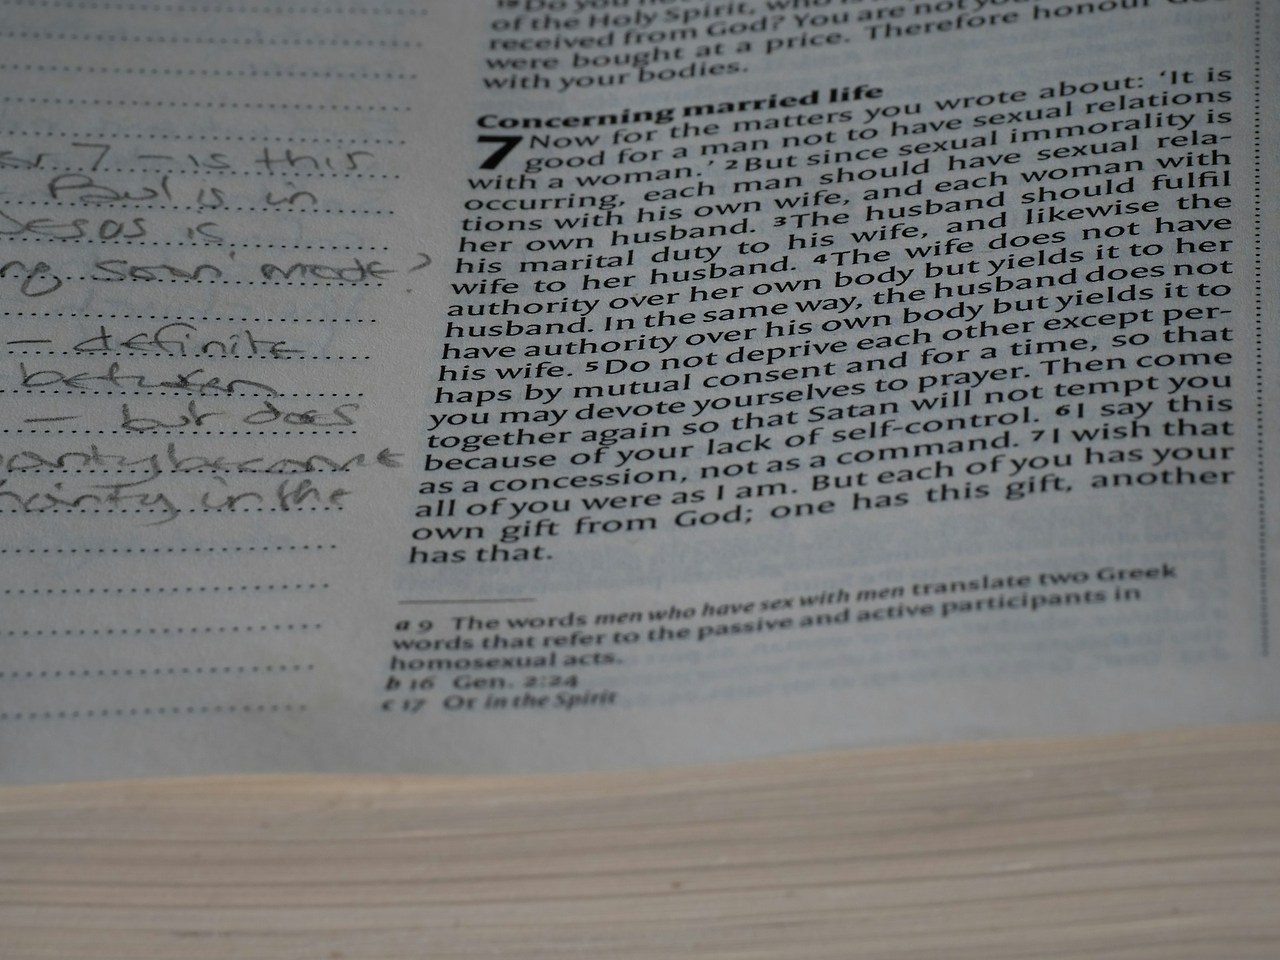 of the Holy Spirit, who is
received from God? You are not
were bought at a price. Therefore honour God
with your bodies.
Concerning married life
7 Now for the matters you wrote about: ‘It is
good for a man not to have sexual relations
with a woman.’ 2 But since sexual immorality is
occurring, each man should have sexual rela-
tions with his own wife, and each woman with
her own husband. 3 The husband should fulfil
his marital duty to his wife, and likewise the
wife to her husband. 4 The wife does not have
authority over her own body but yields it to her
husband. In the same way, the husband does not
have authority over his own body but yields it to
his wife. 5 Do not deprive each other except per-
haps by mutual consent and for a time, so that
you may devote yourselves to prayer. Then come
together again so that Satan will not tempt you
because of your lack of self-control. 6 I say this
as a concession, not as a command. 7 I wish that
all of you were as I am. But each of you has your
own gift from God; one has this gift, another
has that.
a 9 The words men who have sex with men translate two Greek
words that refer to the passive and active participants in
homosexual acts.
b 16 Gen. 2:24
c 17 Or in the Spirit
7 - is this
Paul is in
Jesus is
soon' made?
- definite
between
- but does
in the